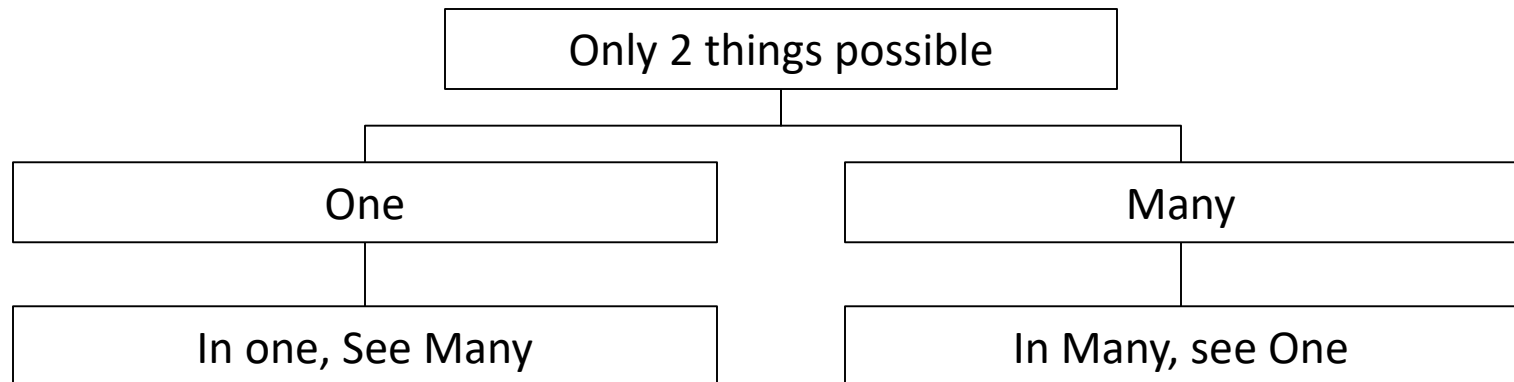 Only 2 things possible
One
Many
In one, See Many
In Many, see One